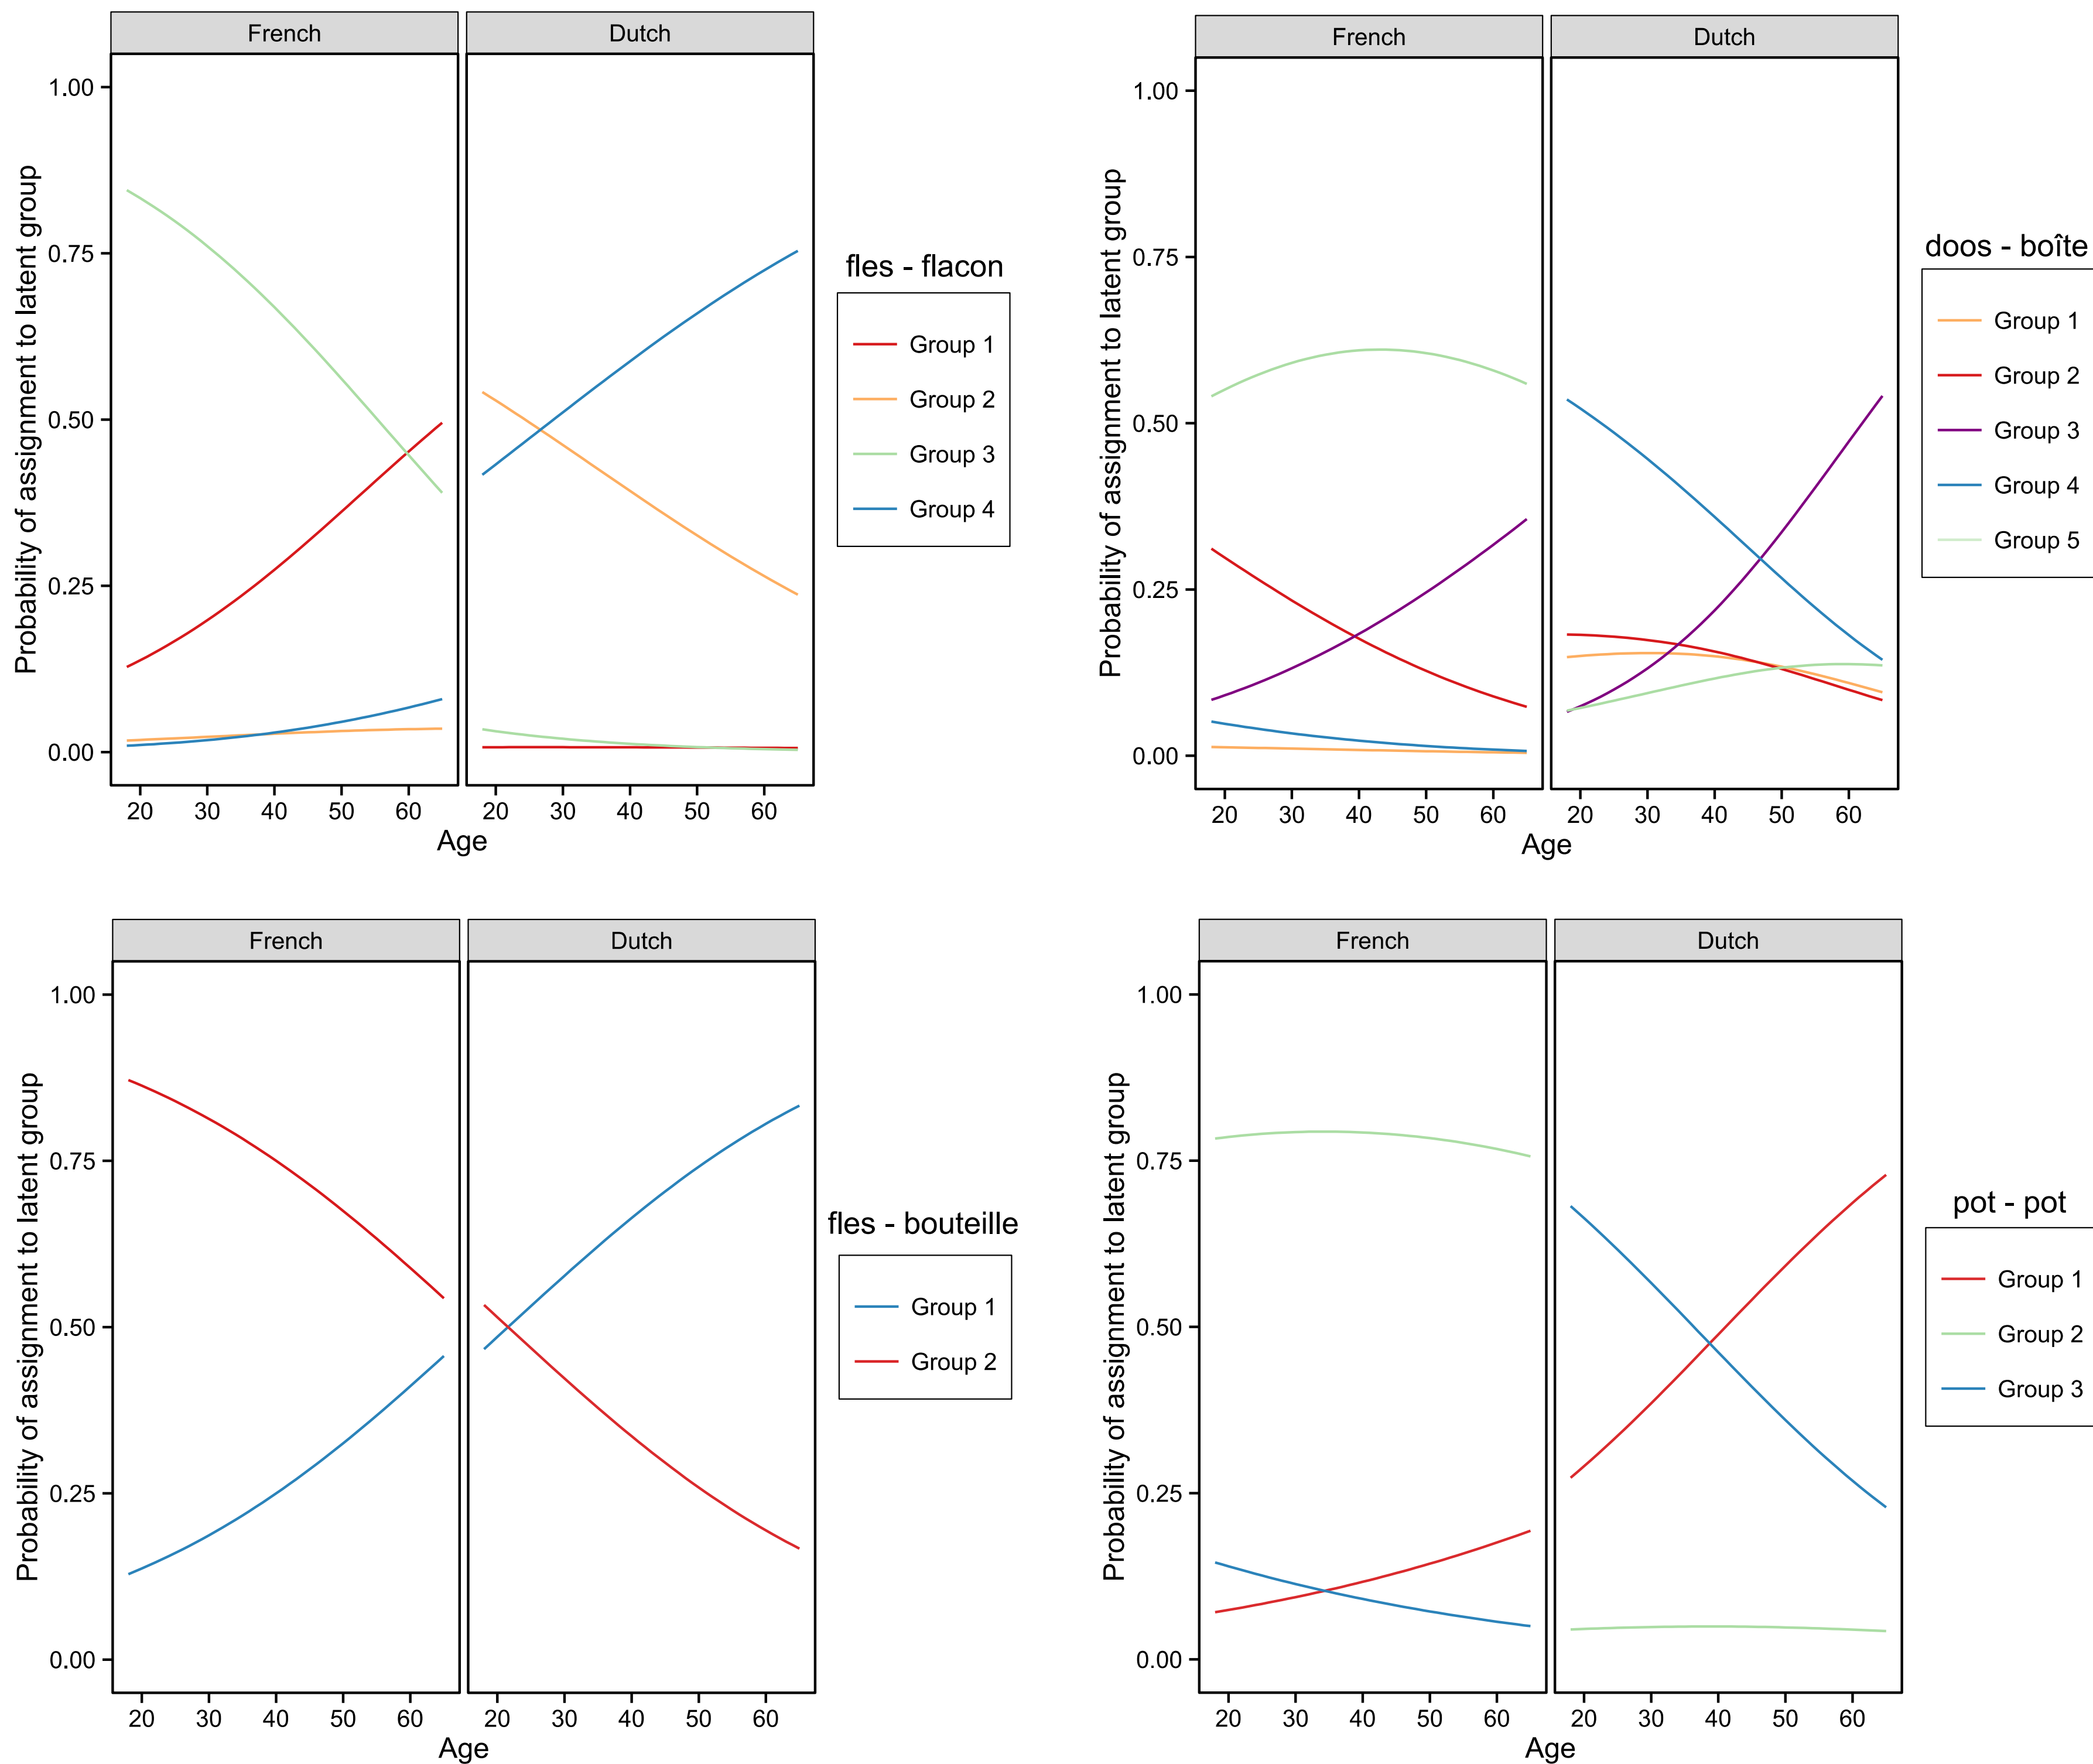 French Dutch
Probability of assignment to latent group
1.00
0.75
0.50
0.25
0.00
20 30 40 50 60 20 30 40 50 60
Age
fles - flacon
Group 1
Group 2
Group 3
Group 4
French Dutch
Probability of assignment to latent group
1.00
0.75
0.50
0.25
0.00
20 30 40 50 60 20 30 40 50 60
Age
doos - boîte
Group 1
Group 2
Group 3
Group 4
Group 5
French Dutch
Probability of assignment to latent group
1.00
0.75
0.50
0.25
0.00
20 30 40 50 60 20 30 40 50 60
Age
fles - bouteille
Group 1
Group 2
French Dutch
Probability of assignment to latent group
1.00
0.75
0.50
0.25
0.00
20 30 40 50 60 20 30 40 50 60
Age
pot - pot
Group 1
Group 2
Group 3